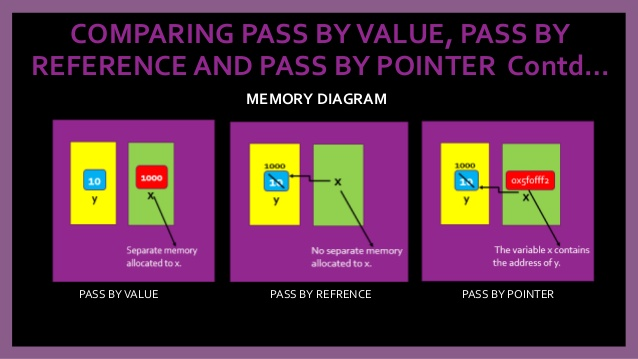 COMPARING PASS BY VALUE, PASS BY
REFERENCE AND PASS BY POINTER Contd...
MEMORY DIAGRAM
10
y
1000
x
Separate memory
allocated to x.
1000
10
y
x
No separate memory
allocated to x.
1000
10
y
0x5f0fff2
x
The variable x contains
the address of y.
PASS BY VALUE
PASS BY REFRENCE
PASS BY POINTER